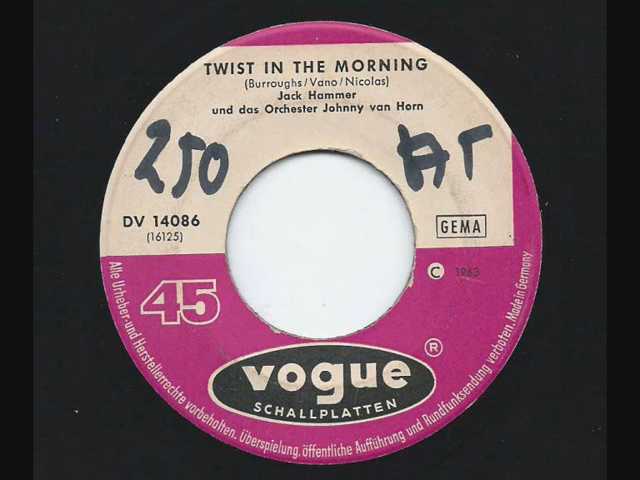 TWIST IN THE MORNING
(Burroughs/Vano/Nicolas)
Jack Hammer
und das Orchester Johnny van Horn
250
DV 14086
(16125)
GEMA
45
© 1963
vogue ®
SCHALLPLATTEN
Alle Urheber- und Herstellerrechte vorbehalten. Überspielung, öffentliche Aufführung und Rundfunksendung verboten. Made in Germany